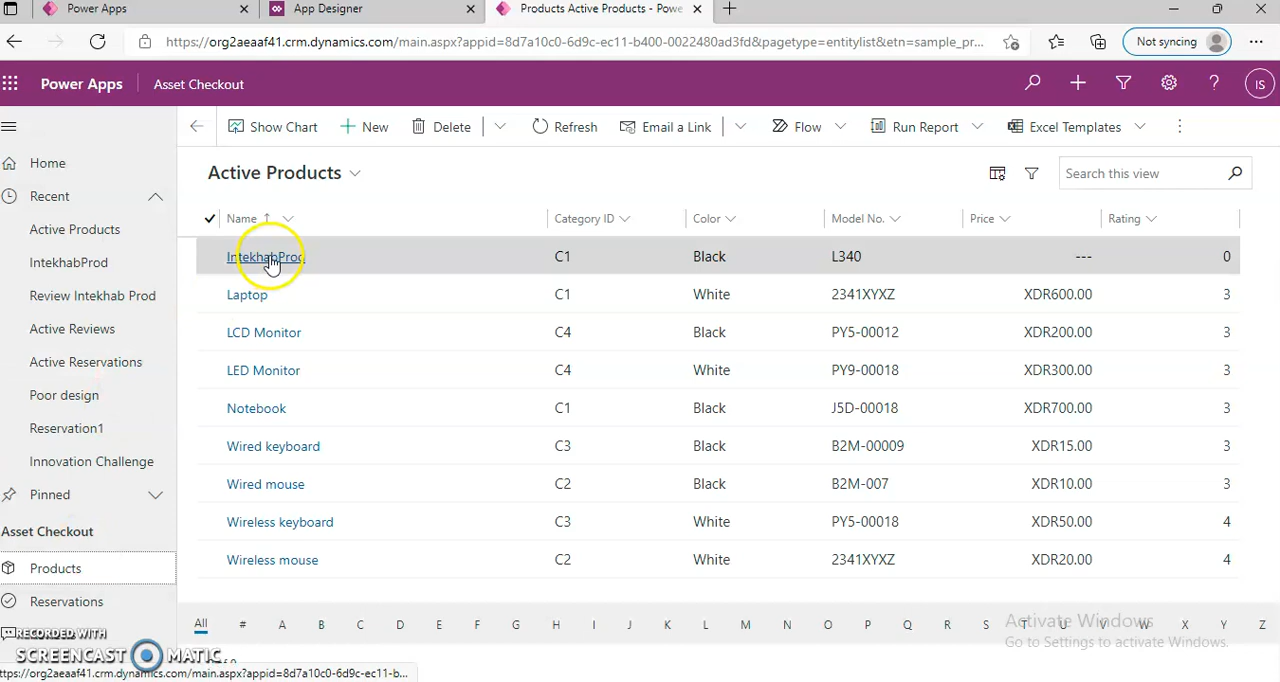 Power Apps
App Designer
Products Active Products - Powe
https://org2aeaaf41.crm.dynamics.com/main.aspx?appid=8d7a10c0-6d9c-ec11-b400-0022480ad3fd&pagetype=entitylist&etn=sample_pr...
Not syncing
Power Apps
Asset Checkout
IS
Show Chart
New
Delete
Refresh
Email a Link
Flow
Run Report
Excel Templates
Home
Recent
Active Products
IntekhabProd
Review Intekhab Prod
Active Reviews
Active Reservations
Poor design
Reservation1
Innovation Challenge
Pinned
Asset Checkout
Products
Reservations
Active Products
Search this view
Name Category ID Color Model No. Price Rating
IntekhabProd C1 Black L340 --- 0
Laptop C1 White 2341XYXZ XDR600.00 3
LCD Monitor C4 Black PY5-00012 XDR200.00 3
LED Monitor C4 White PY9-00018 XDR300.00 3
Notebook C1 Black J5D-00018 XDR700.00 3
Wired keyboard C3 Black B2M-00009 XDR15.00 3
Wired mouse C2 Black B2M-007 XDR10.00 3
Wireless keyboard C3 White PY5-00018 XDR50.00 4
Wireless mouse C2 White 2341XYXZ XDR20.00 4
All # A B C D E F G H I J K L M N O P Q R S T U V W X Y Z
Activate Windows
Go to Settings to activate Windows.
RECORDED WITH
SCREENCAST MATIC
ttps://org2aeaaf41.crm.dynamics.com/main.aspx?appid=8d7a10c0-6d9c-ec11-b...